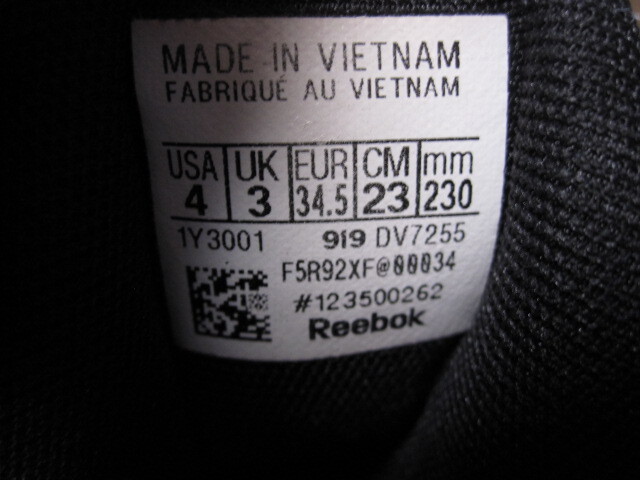 MADE IN VIETNAM
FABRIQUÉ AU VIETNAM
USA UK EUR CM mm
4 3 34.5 23 230
1Y3001 919 DV7255
F5R92XF@00034
#123500262
Reebok